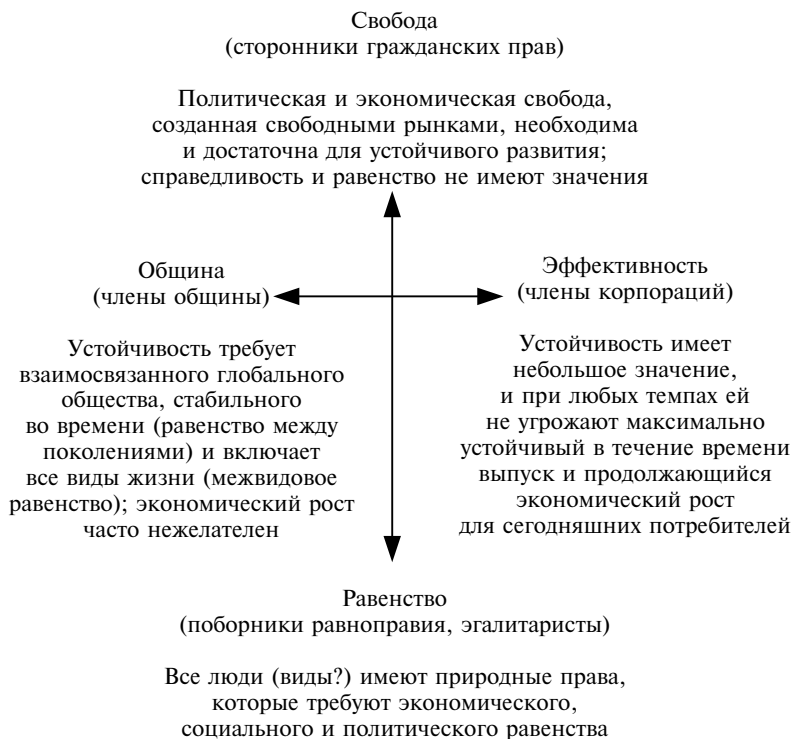 Свобода
(сторонники гражданских прав)
Политическая и экономическая свобода,
созданная свободными рынками, необходима
и достаточна для устойчивого развития;
справедливость и равенство не имеют значения
Община
(члены общины)
Устойчивость требует
взаимосвязанного глобального
общества, стабильного
во времени (равенство между
поколениями) и включает
все виды жизни (межвидовое
равенство); экономический рост
часто нежелателен
Эффективность
(члены корпораций)
Устойчивость имеет
небольшое значение,
и при любых темпах ей
не угрожают максимально
устойчивый в течение времени
выпуск и продолжающийся
экономический рост
для сегодняшних потребителей
Равенство
(поборники равноправия, эгалитаристы)
Все люди (виды?) имеют природные права,
которые требуют экономического,
социального и политического равенства